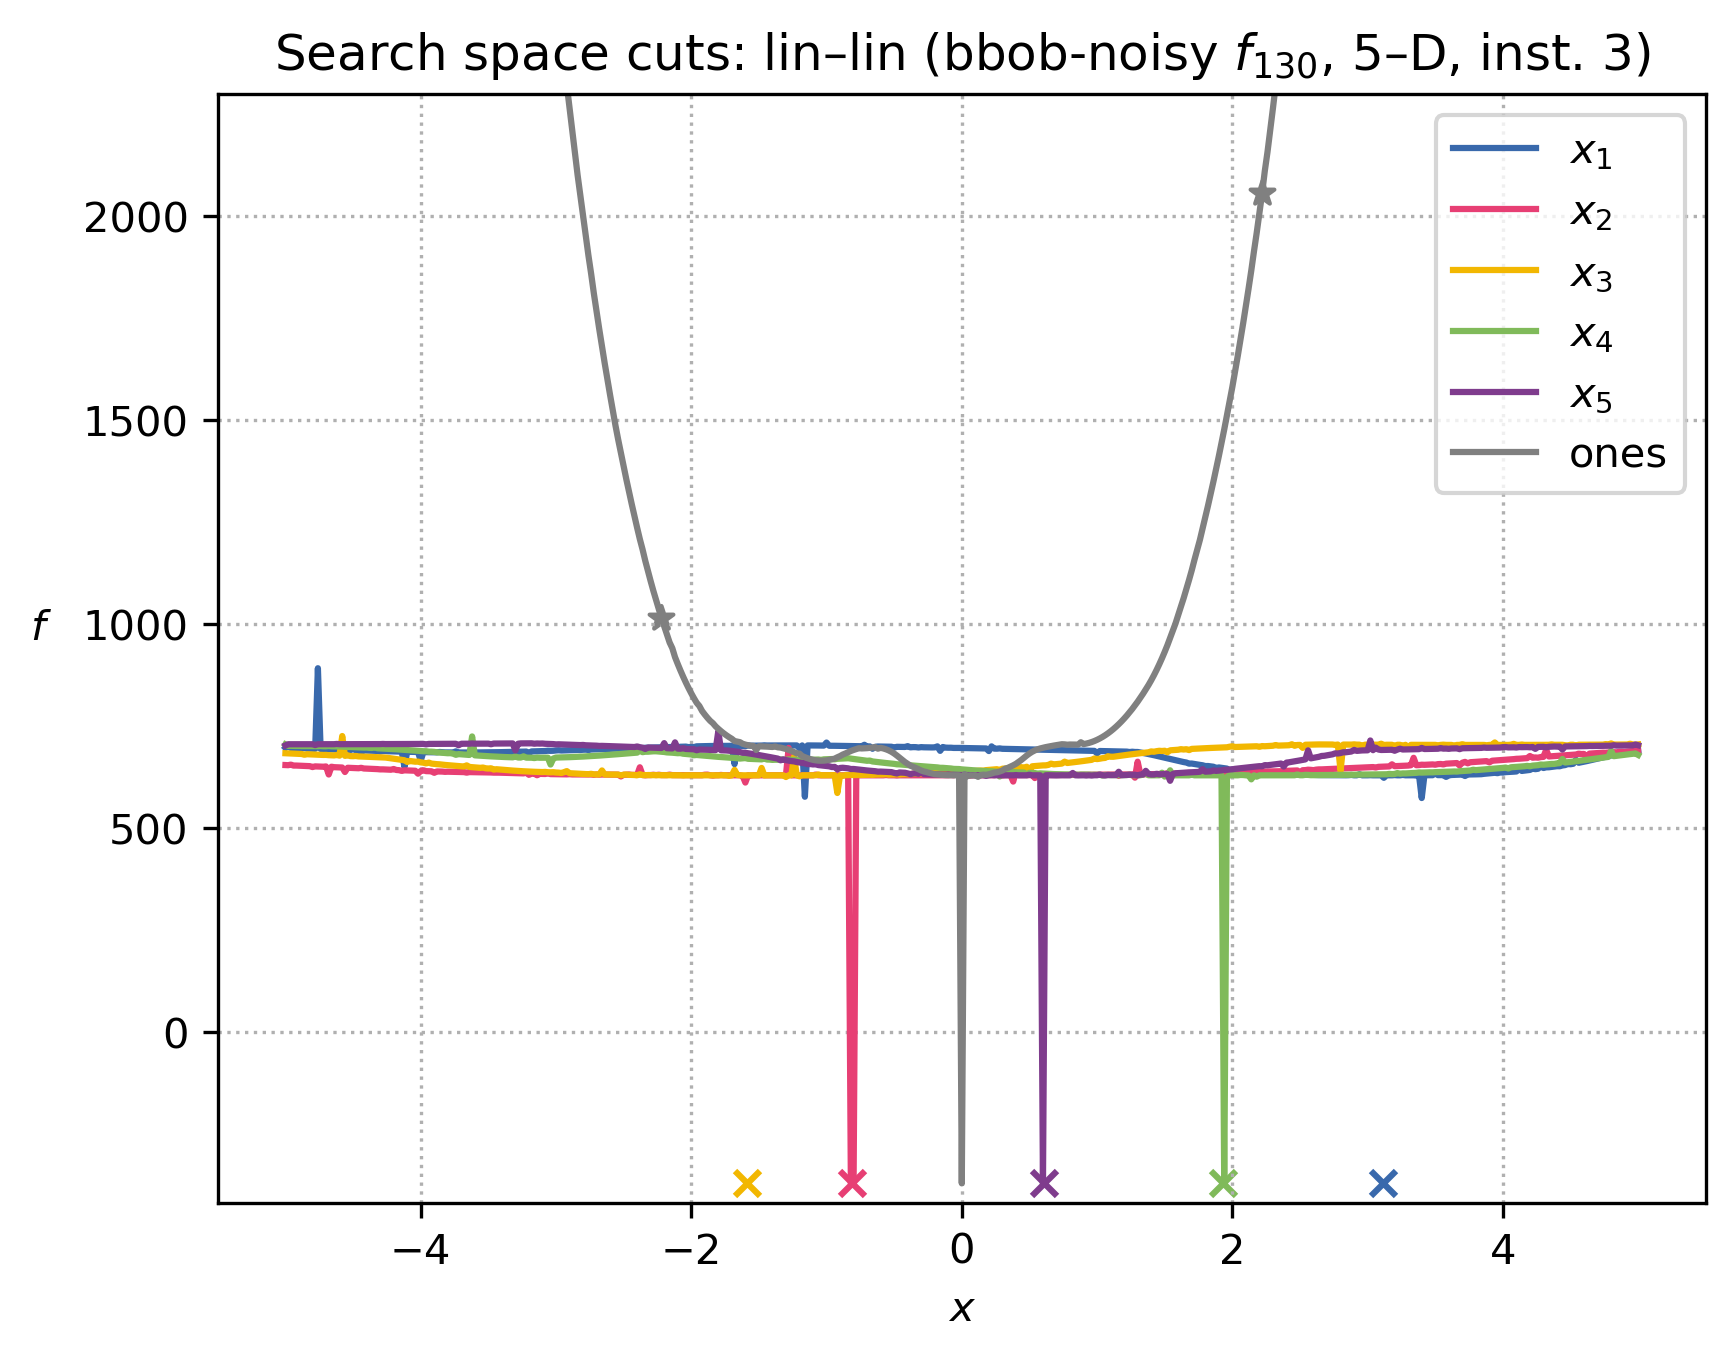 Search space cuts: lin–lin (bbob-noisy f₁₃₀, 5–D, inst. 3)
x₁
x₂
x₃
x₄
x₅
ones
2000
1500
1000
500
0
f
−4
−2
0
2
4
x